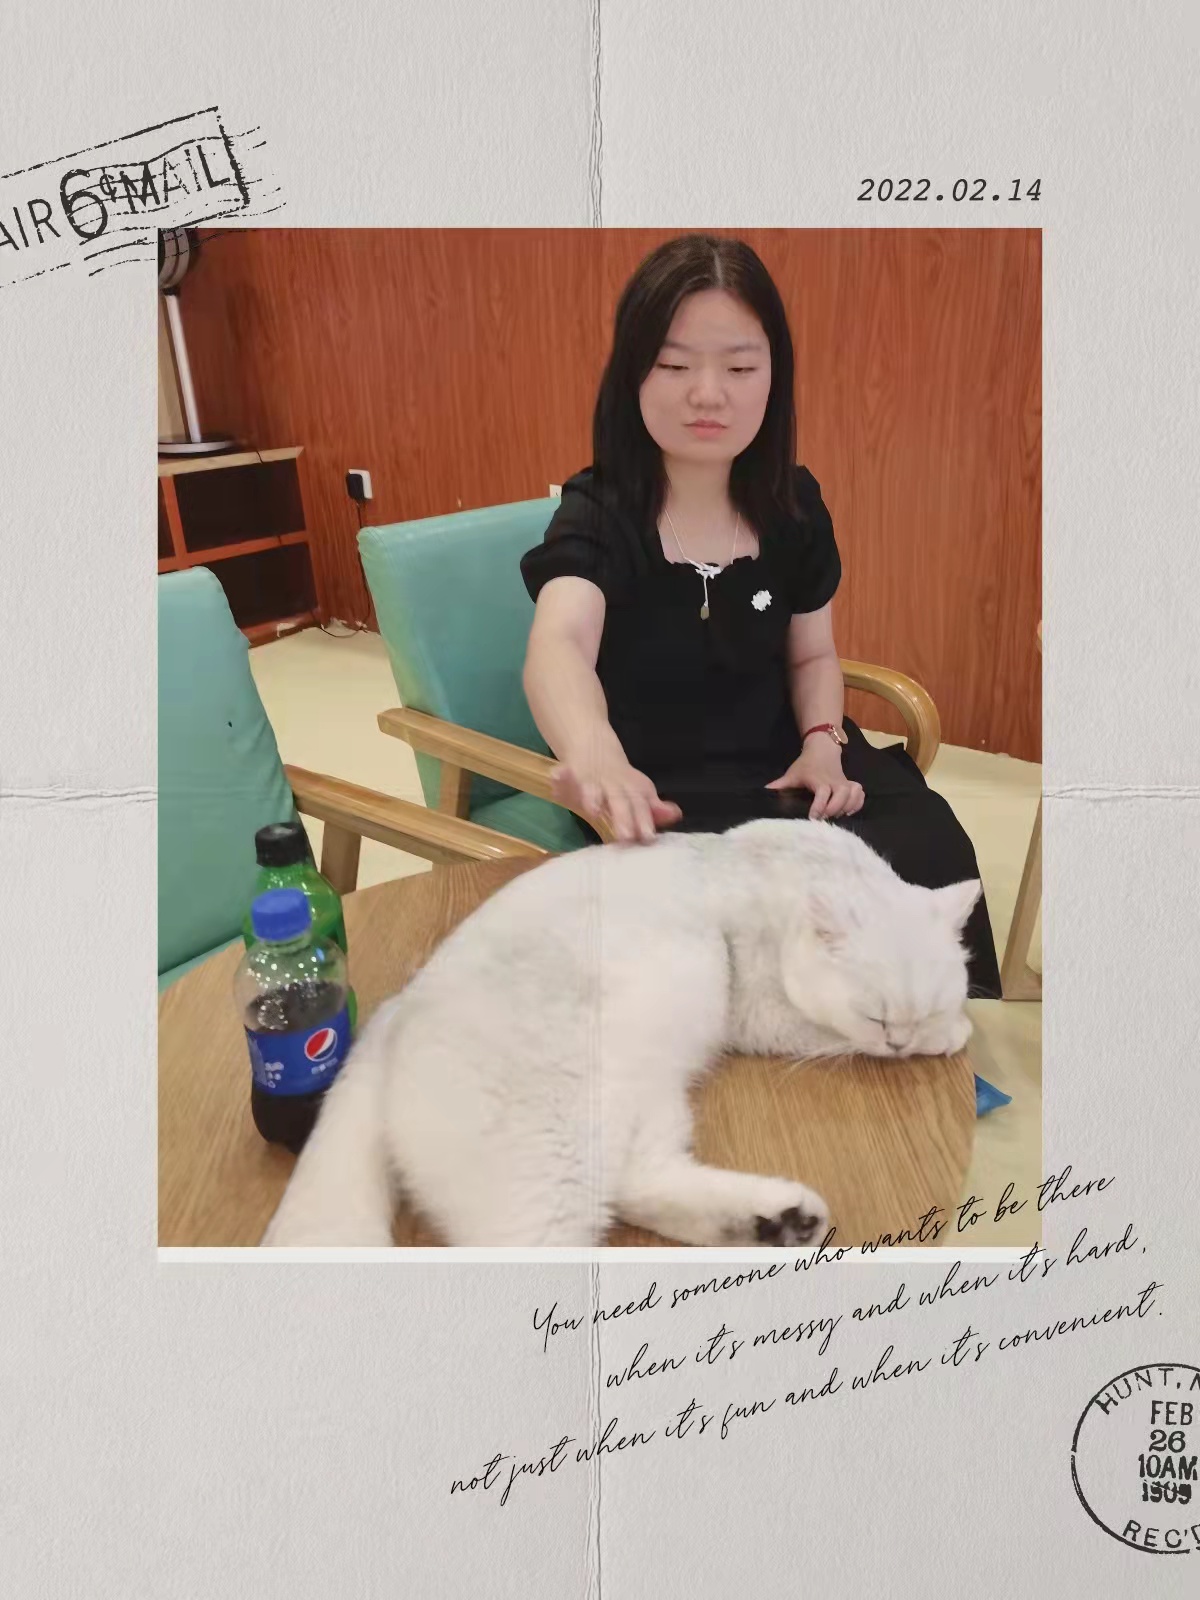 AIR 6¢ MAIL
2022.02.14
You need someone who wants to be there
when it's messy and when it's hard,
not just when it's fun and when it's convenient.
HUNT,
FEB
26
10AM
1909
REC'D